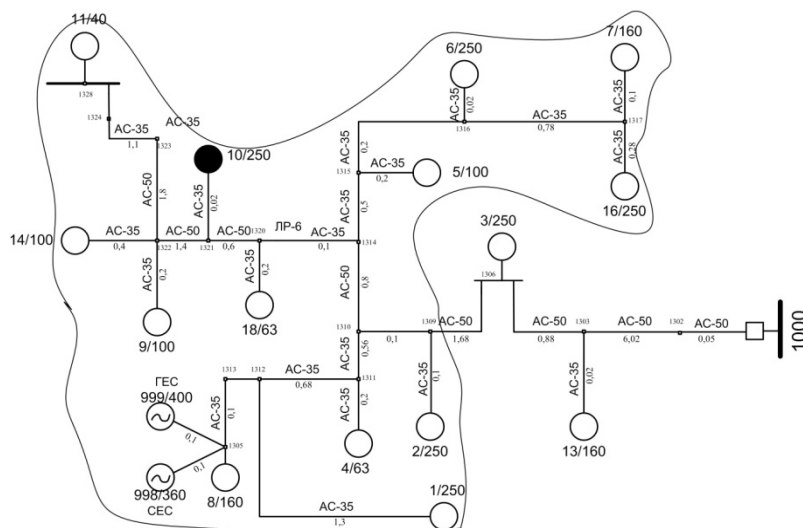 11/40
1328
1324
АС-35
1,1
АС-35
1323
10/250
АС-50
1,8
АС-35
0,02
14/100
АС-35
0,4
1322
АС-50
1,4
1321
АС-50
0,6
1320
ЛР-6
АС-35
0,1
1314
АС-35
0,2
9/100
АС-35
0,2
18/63
6/250
АС-35
0,02
1316
АС-35
0,78
7/160
АС-35
0,1
1317
АС-35
0,28
16/250
АС-35
0,2
1315
АС-35
0,2
5/100
АС-35
0,5
АС-50
0,8
3/250
1306
1310
0,1
1309
АС-50
1,68
АС-50
0,88
1303
АС-50
6,02
1302
АС-50
0,05
1000
АС-35
0,02
13/160
АС-35
0,1
2/250
АС-35
0,56
1311
АС-35
0,2
4/63
1313
1312
АС-35
0,68
АС-35
0,1
ГЕС
999/400
0,1
1305
0,1
998/360
СЕС
8/160
АС-35
1,3
1/250